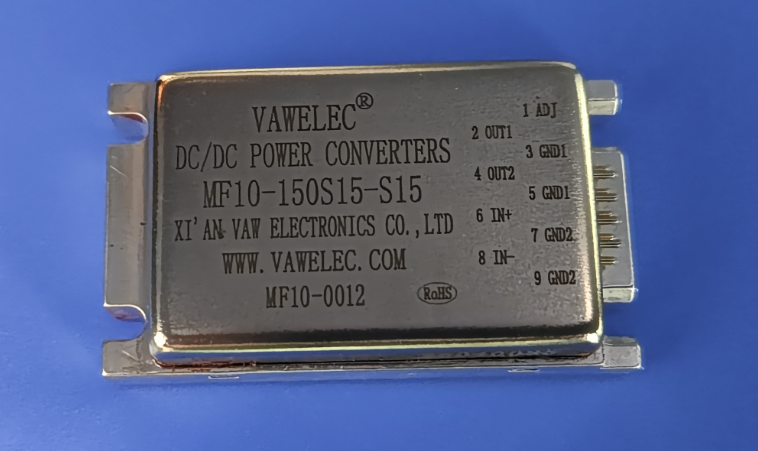 VAWELEC®
DC/DC POWER CONVERTERS
MF10-150S15-S15
XI'AN VAW ELECTRONICS CO.,LTD
WWW.VAWELEC.COM
MF10-0012
RoHS
1 ADJ
2 OUT1
3 GND1
4 OUT2
5 GND1
6 IN+
7 GND2
8 IN-
9 GND2